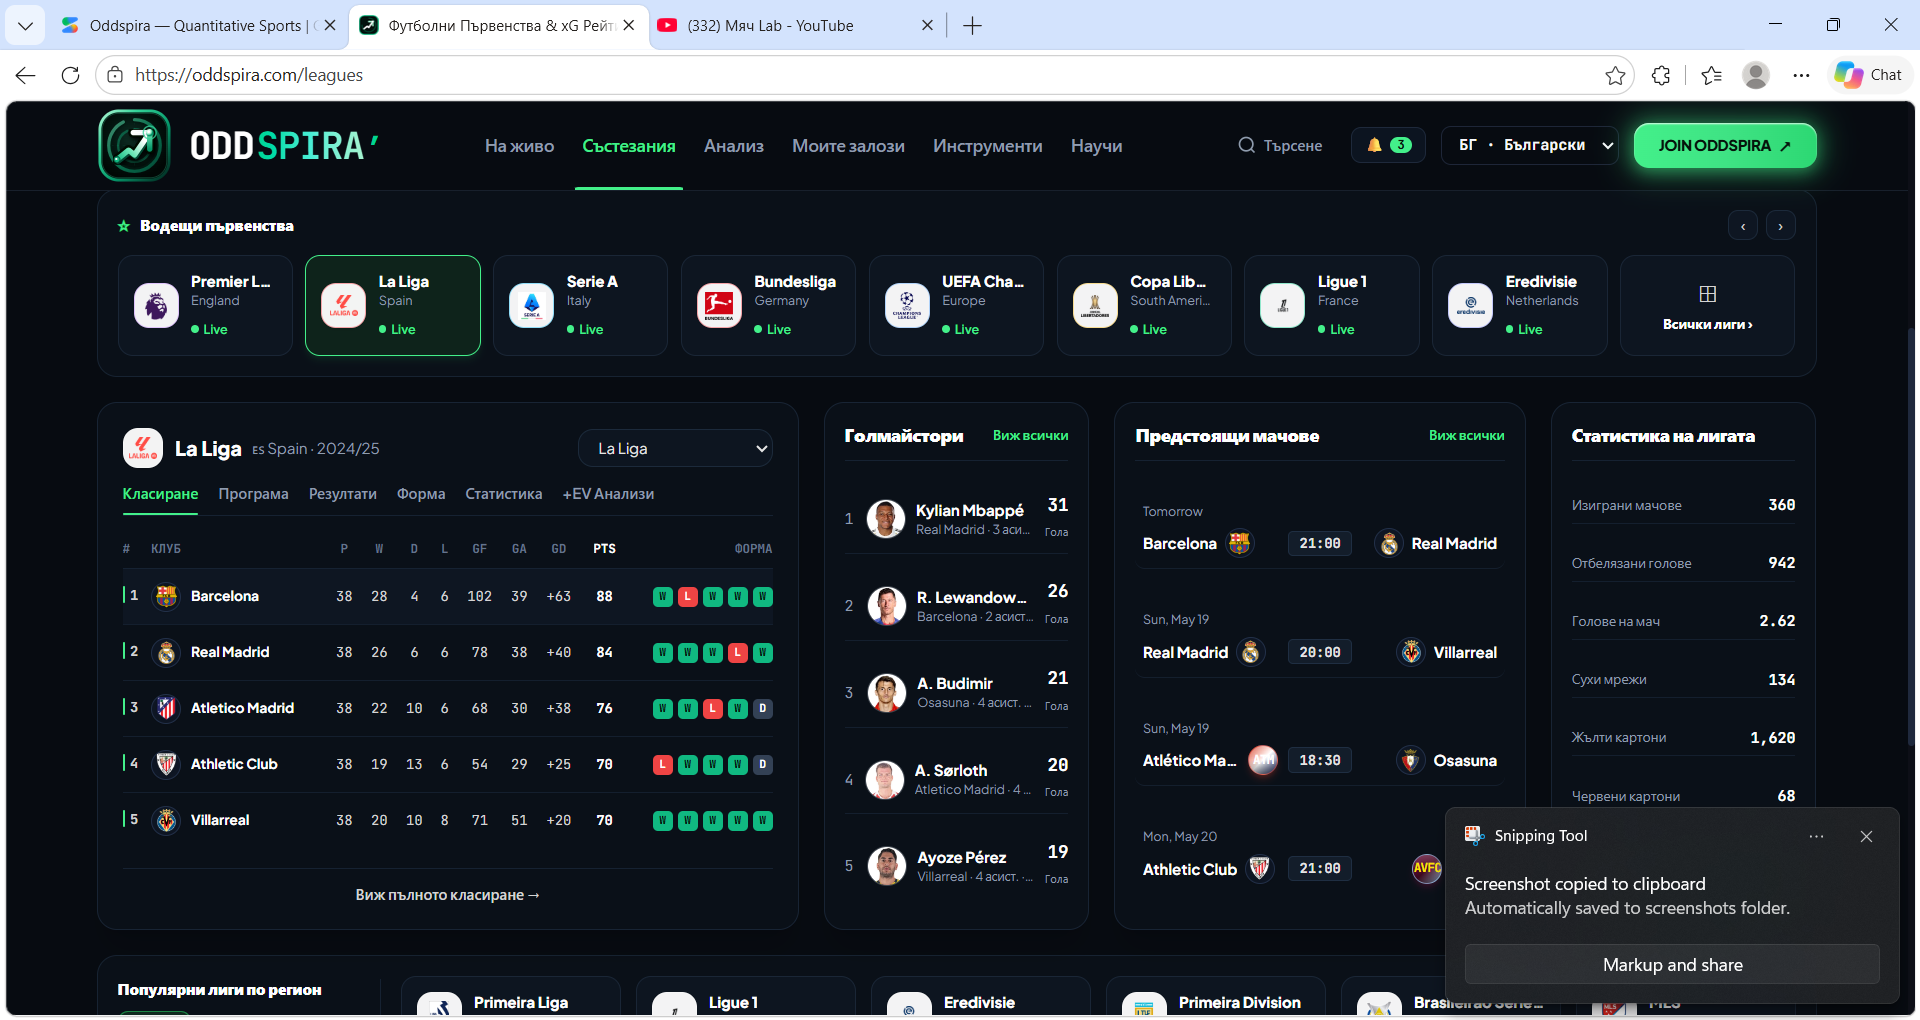 Oddspira — Quantitative Sports |
Футболни Първенства & xG Рейт
(332) Мяч Lab - YouTube
https://oddspira.com/leagues
Chat
ODDSPIRA
На живо
Състезания
Анализ
Моите залози
Инструменти
Научи
Търсене
3
БГ · Български
JOIN ODDSPIRA ↗
Водещи първенства
Premier L...
England
Live
La Liga
Spain
Live
Serie A
Italy
Live
Bundesliga
Germany
Live
UEFA Cha...
Europe
Live
Copa Lib...
South Ameri...
Live
Ligue 1
France
Live
Eredivisie
Netherlands
Live
Всички лиги ›
La Liga ES Spain · 2024/25
La Liga
Класиране Програма Резултати Форма Статистика +EV Анализи
# КЛУБ P W D L GF GA GD PTS ФОРМА
1 Barcelona 38 28 4 6 102 39 +63 88 W L W W W
2 Real Madrid 38 26 6 6 78 38 +40 84 W W W L W
3 Atletico Madrid 38 22 10 6 68 30 +38 76 W W L W D
4 Athletic Club 38 19 13 6 54 29 +25 70 L W W W D
5 Villarreal 38 20 10 8 71 51 +20 70 W W W W W
Виж пълното класиране →
Голмайстори Виж всички
1 Kylian Mbappé 31
Real Madrid · 3 аси... Гола
2 R. Lewandow... 26
Barcelona · 2 асист... Гола
3 A. Budimir 21
Osasuna · 4 асист. ... Гола
4 A. Sørloth 20
Atletico Madrid · 4 ... Гола
5 Ayoze Pérez 19
Villarreal · 4 асист. ·... Гола
Предстоящи мачове Виж всички
Tomorrow
Barcelona 21:00 Real Madrid
Sun, May 19
Real Madrid 20:00 Villarreal
Sun, May 19
Atlético Ma... ATH 18:30 Osasuna
Mon, May 20
Athletic Club 21:00 AVFC
Статистика на лигата
Изиграни мачове 360
Отбелязани голове 942
Голове на мач 2.62
Сухи мрежи 134
Жълти картони 1,620
Червени картони 68
Snipping Tool
Screenshot copied to clipboard
Automatically saved to screenshots folder.
Markup and share
Популярни лиги по регион
Primeira Liga
Ligue 1
Eredivisie
Primera Division